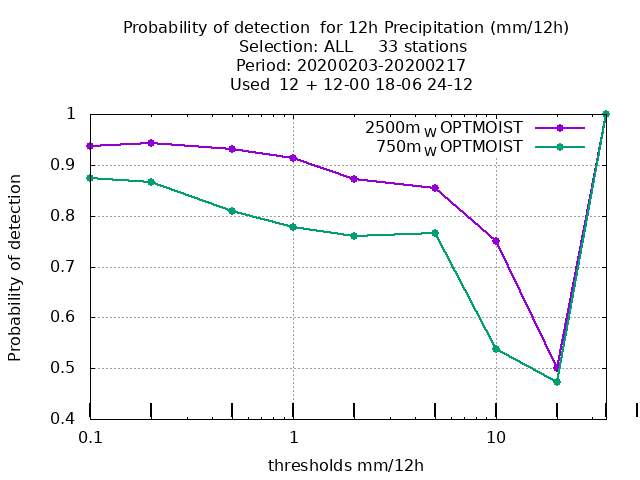 Probability of detection  for 12h Precipitation (mm/12h)
Selection: ALL     33 stations
Period: 20200203-20200217
Used  12 + 12-00 18-06 24-12
1
0.9
0.8
0.7
0.6
0.5
0.4
Probability of detection
2500m W OPTMOIST
750m W OPTMOIST
0.1
1
10
thresholds mm/12h